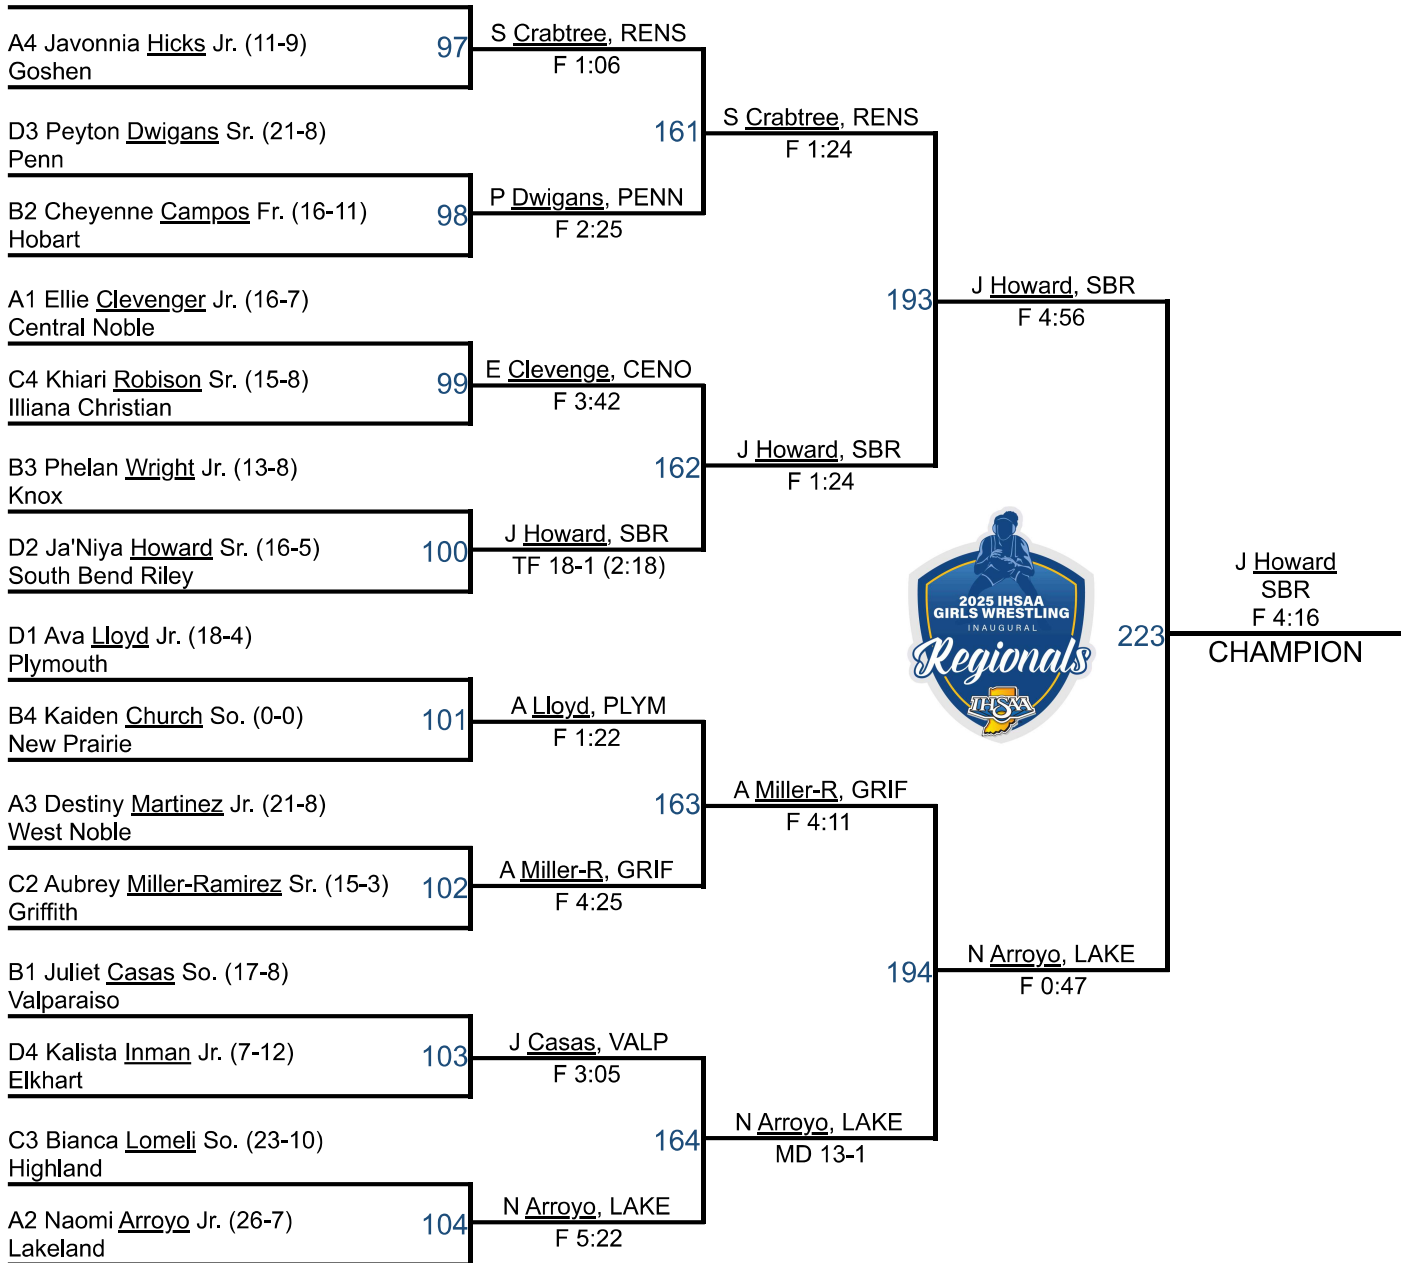 A4 Javonnia Hicks Jr. (11-9)
Goshen
97
S Crabtree, RENS
F 1:06
D3 Peyton Dwigans Sr. (21-8)
Penn
161
S Crabtree, RENS
F 1:24
B2 Cheyenne Campos Fr. (16-11)
Hobart
98
P Dwigans, PENN
F 2:25
A1 Ellie Clevenger Jr. (16-7)
Central Noble
193
J Howard, SBR
F 4:56
C4 Khiari Robison Sr. (15-8)
Illiana Christian
99
E Clevenge, CENO
F 3:42
B3 Phelan Wright Jr. (13-8)
Knox
162
J Howard, SBR
F 1:24
D2 Ja'Niya Howard Sr. (16-5)
South Bend Riley
100
J Howard, SBR
TF 18-1 (2:18)
2025 IHSAA
GIRLS WRESTLING
INAUGURAL
Regionals
IHSAA
223
J Howard
SBR
F 4:16
CHAMPION
D1 Ava Lloyd Jr. (18-4)
Plymouth
B4 Kaiden Church So. (0-0)
New Prairie
101
A Lloyd, PLYM
F 1:22
A3 Destiny Martinez Jr. (21-8)
West Noble
163
A Miller-R, GRIF
F 4:11
C2 Aubrey Miller-Ramirez Sr. (15-3)
Griffith
102
A Miller-R, GRIF
F 4:25
B1 Juliet Casas So. (17-8)
Valparaiso
194
N Arroyo, LAKE
F 0:47
D4 Kalista Inman Jr. (7-12)
Elkhart
103
J Casas, VALP
F 3:05
C3 Bianca Lomeli So. (23-10)
Highland
164
N Arroyo, LAKE
MD 13-1
A2 Naomi Arroyo Jr. (26-7)
Lakeland
104
N Arroyo, LAKE
F 5:22